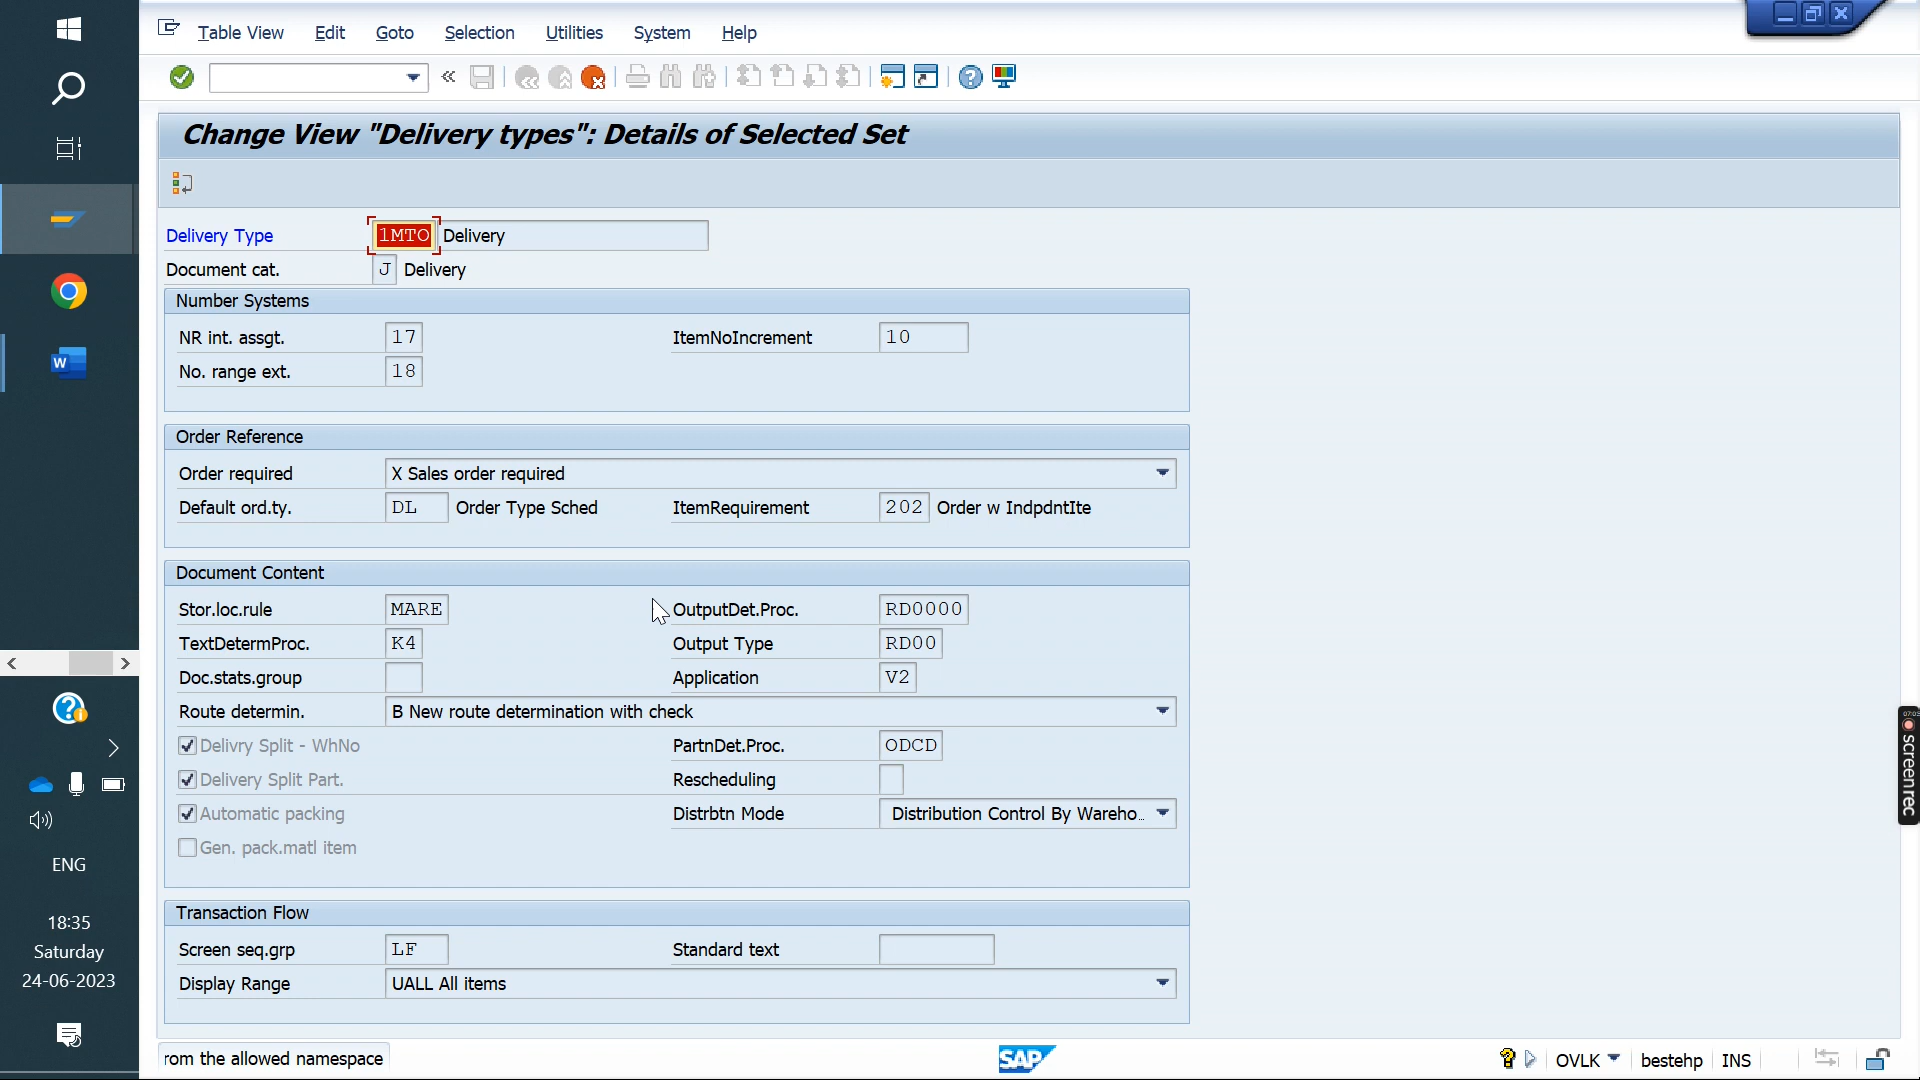 Table View Edit Goto Selection Utilities System Help
Change View "Delivery types": Details of Selected Set
Delivery Type 1MTO Delivery
Document cat. J Delivery
Number Systems
NR int. assgt. 17 ItemNoIncrement 10
No. range ext. 18
Order Reference
Order required X Sales order required
Default ord.ty. DL Order Type Sched ItemRequirement 202 Order w IndpdntIte
Document Content
Stor.loc.rule MARE OutputDet.Proc. RD0000
TextDetermProc. K4 Output Type RD00
Doc.stats.group Application V2
Route determin. B New route determination with check
Delivry Split - WhNo PartnDet.Proc. ODCD
Delivery Split Part. Rescheduling
Automatic packing Distrbtn Mode Distribution Control By Wareho…
Gen. pack.matl item
Transaction Flow
Screen seq.grp LF Standard text
Display Range UALL All items
rom the allowed namespace SAP OVLK bestehp INS
W
ENG
18:35
Saturday
24-06-2023
screenrec